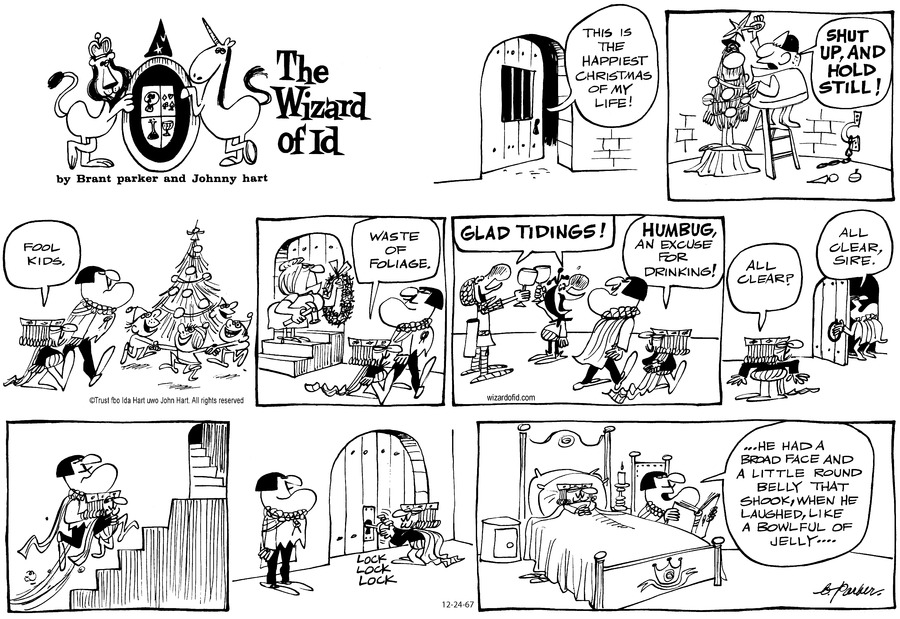 The
Wizard
of Id
by Brant parker and Johnny hart
THIS IS
THE
HAPPIEST
CHRISTMAS
OF MY
LIFE!
SHUT
UP, AND
HOLD
STILL!
FOOL
KIDS.
©Trust fbo Ida Hart uwo John Hart. All rights reserved
WASTE
OF
FOLIAGE.
GLAD TIDINGS!
HUMBUG,
AN EXCUSE
FOR
DRINKING!
wizardofid.com
ALL
CLEAR?
ALL
CLEAR,
SIRE.
LOCK
LOCK
LOCK
12-24-67
...HE HAD A
BROAD FACE AND
A LITTLE ROUND
BELLY THAT
SHOOK, WHEN HE
LAUGHED, LIKE
A BOWLFUL OF
JELLY....
B. Parker.